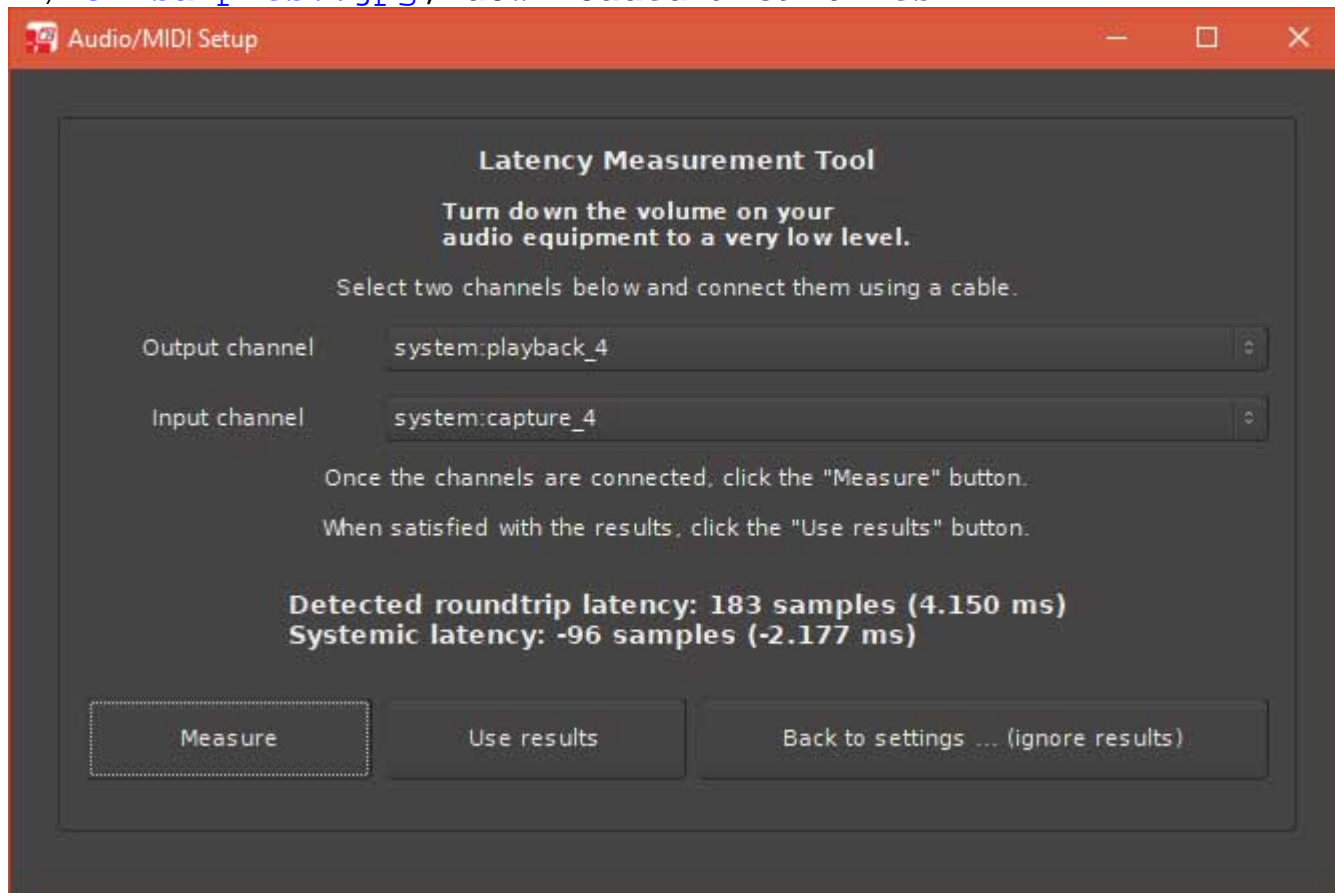 Audio/MIDI Setup
Latency Measurement Tool
Turn down the volume on your
audio equipment to a very low level.
Select two channels below and connect them using a cable.
Output channel system:playback_4
Input channel system:capture_4
Once the channels are connected, click the "Measure" button.
When satisfied with the results, click the "Use results" button.
Detected roundtrip latency: 183 samples (4.150 ms)
Systemic latency: -96 samples (-2.177 ms)
Measure Use results Back to settings ... (ignore results)